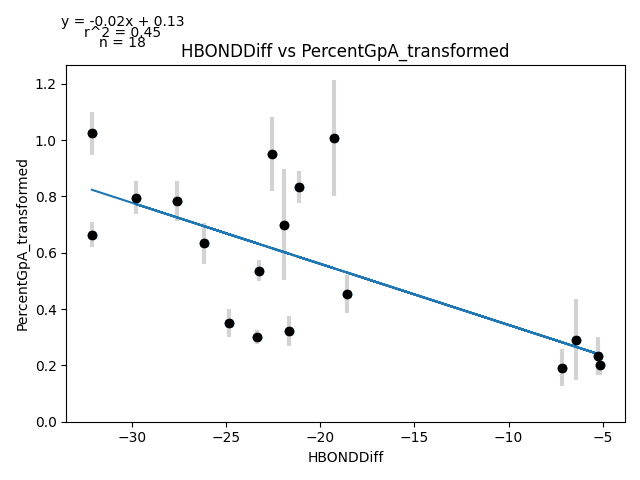 y = -0.02x + 0.13
r^2 = 0.45
n = 18
HBONDDiff vs PercentGpA_transformed
PercentGpA_transformed
1.2
1.0
0.8
0.6
0.4
0.2
0.0
−30
−25
−20
−15
−10
−5
HBONDDiff